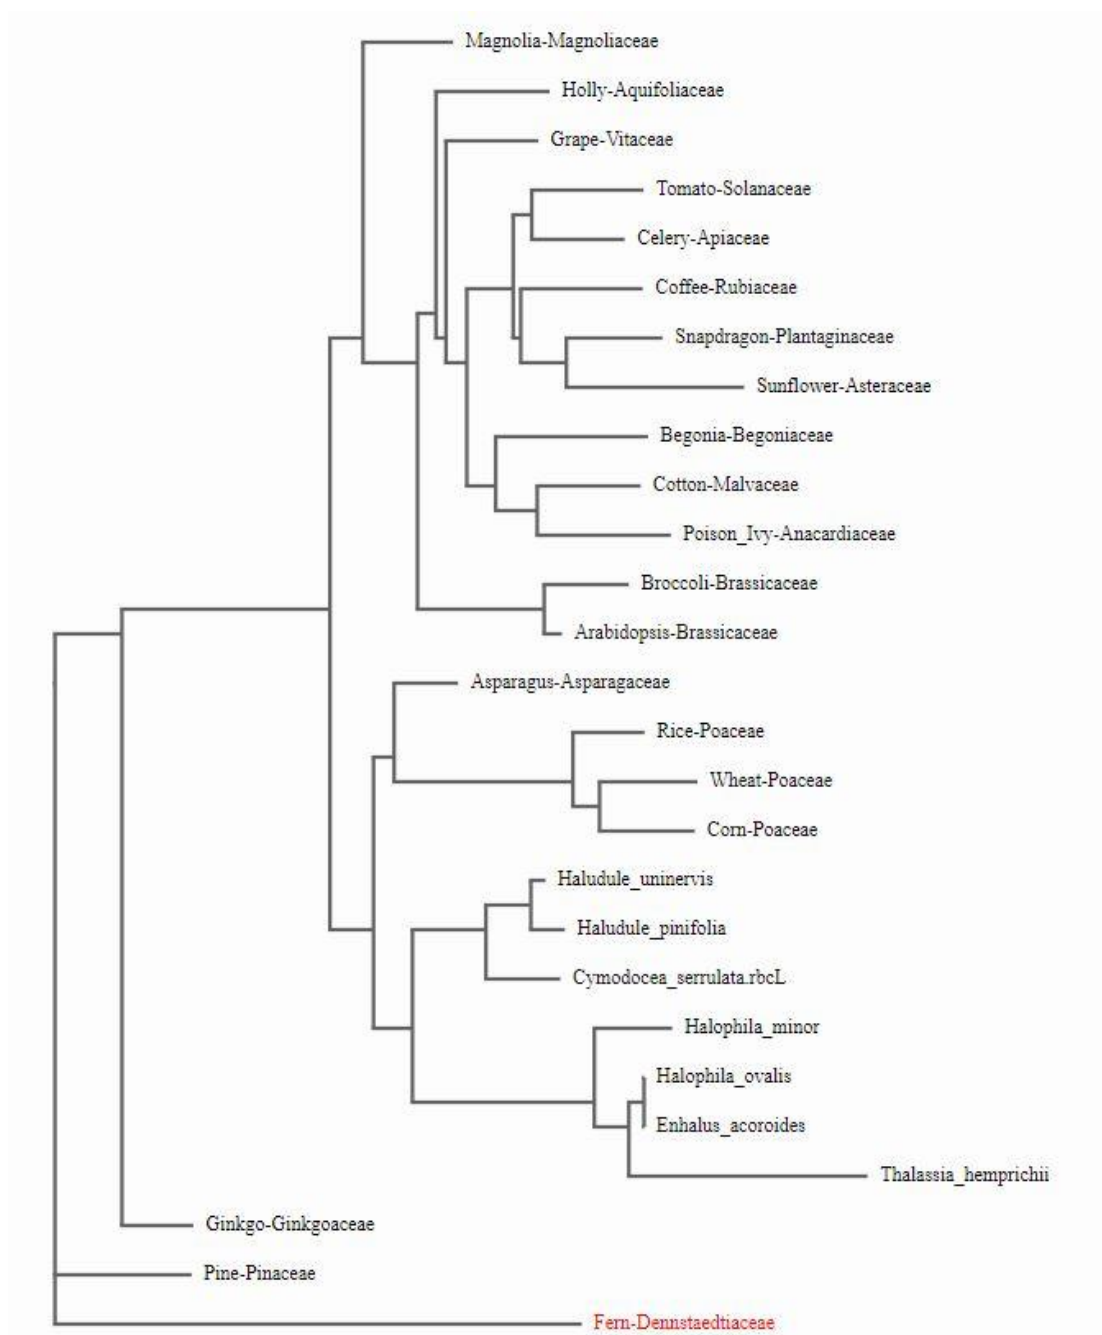 Magnolia-Magnoliaceae
Holly-Aquifoliaceae
Grape-Vitaceae
Tomato-Solanaceae
Celery-Apiaceae
Coffee-Rubiaceae
Snapdragon-Plantaginaceae
Sunflower-Asteraceae
Begonia-Begoniaceae
Cotton-Malvaceae
Poison_Ivy-Anacardiaceae
Broccoli-Brassicaceae
Arabidopsis-Brassicaceae
Asparagus-Asparagaceae
Rice-Poaceae
Wheat-Poaceae
Corn-Poaceae
Haludule_uninervis
Haludule_pinifolia
Cymodocea_serrulata.rbcL
Halophila_minor
Halophila_ovalis
Enhalus_acoroides
Thalassia_hemprichii
Ginkgo-Ginkgoaceae
Pine-Pinaceae
Fern-Dennstaedtiaceae